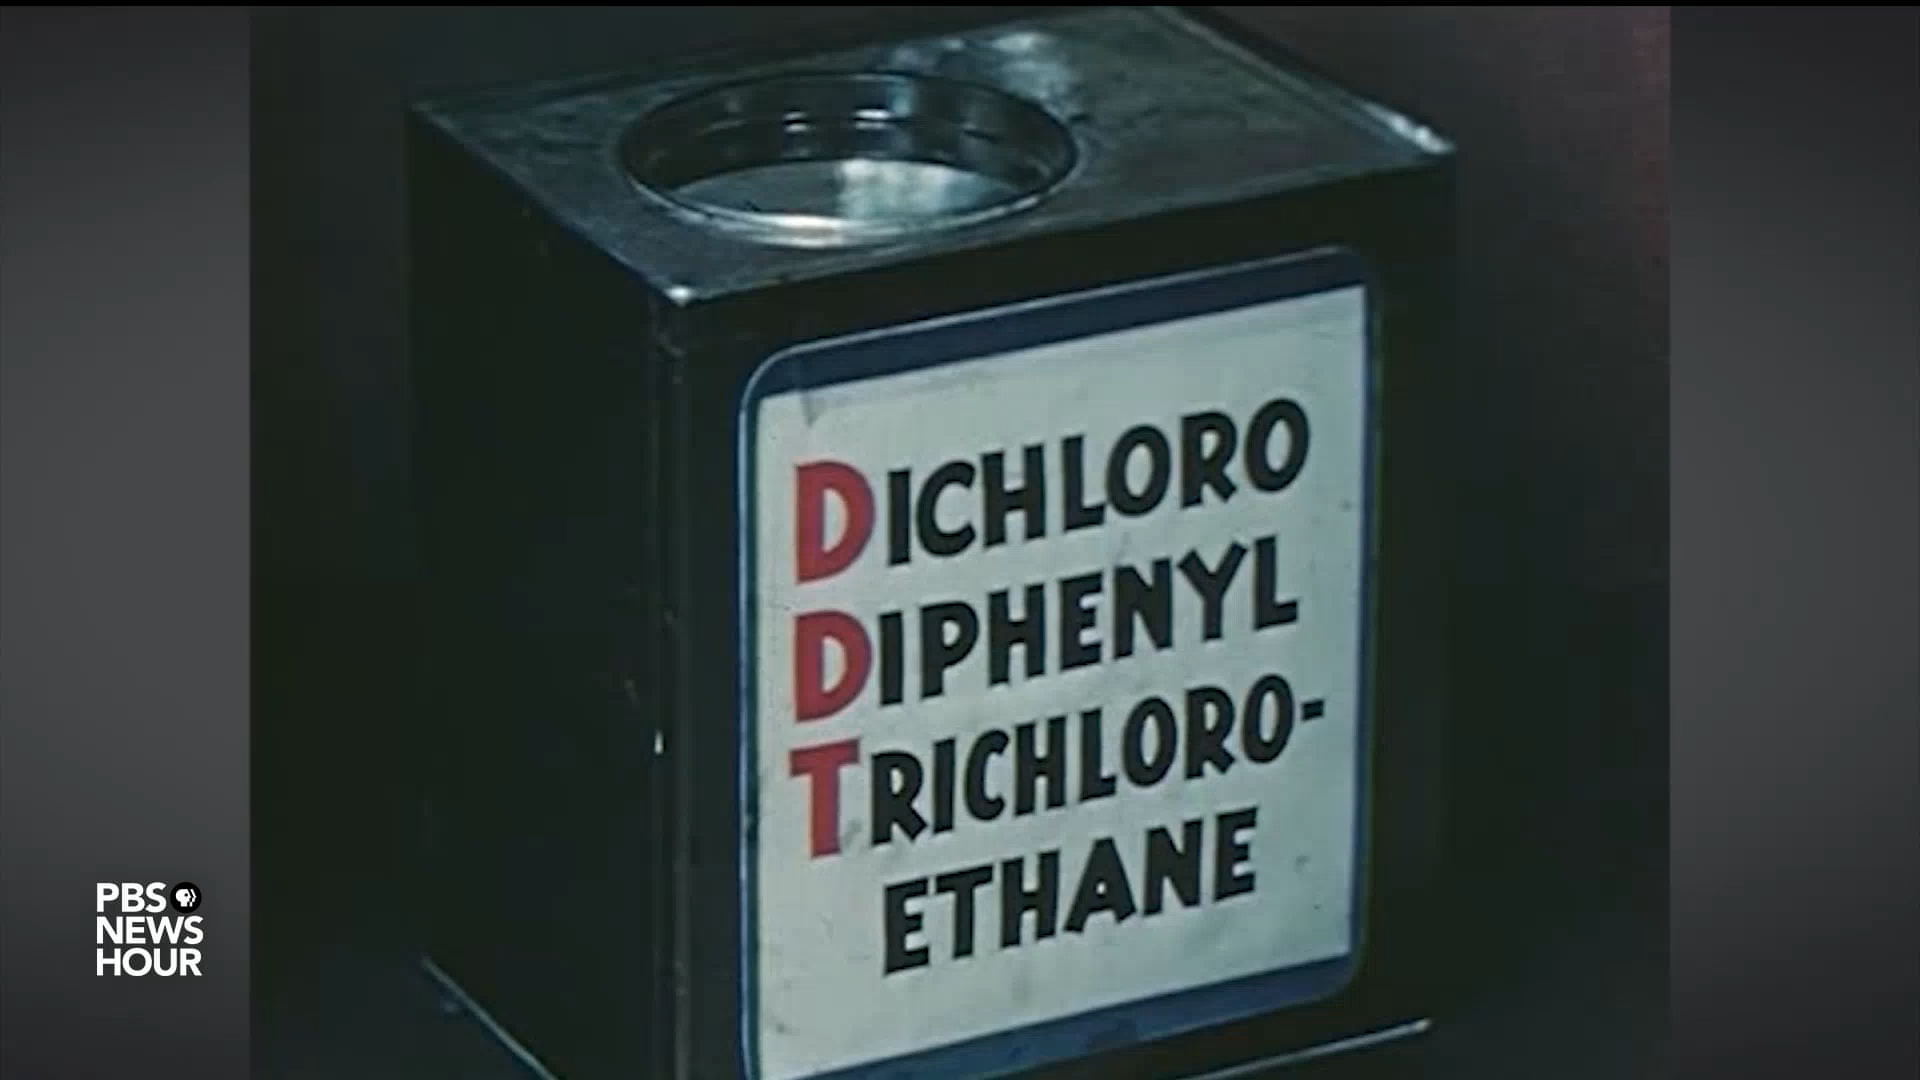 DICHLORO
DIPHENYL
TRICHLORO-
ETHANE
PBS
NEWS
HOUR